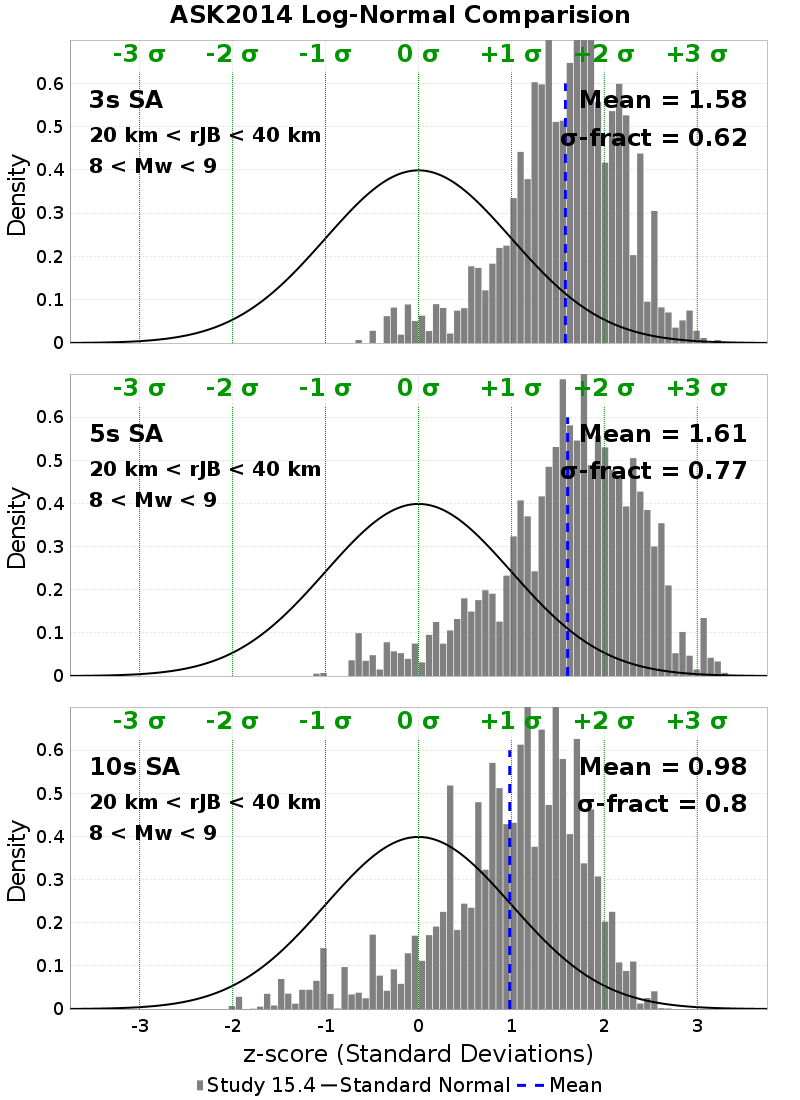 ASK2014 Log-Normal Comparision
-3 σ -2 σ -1 σ 0 σ +1 σ +2 σ +3 σ
3s SA
20 km < rJB < 40 km
8 < Mw < 9
Mean = 1.58
σ-fract = 0.62
Density
0.6
0.5
0.4
0.3
0.2
0.1
0
-3 σ -2 σ -1 σ 0 σ +1 σ +2 σ +3 σ
5s SA
20 km < rJB < 40 km
8 < Mw < 9
Mean = 1.61
σ-fract = 0.77
Density
0.6
0.5
0.4
0.3
0.2
0.1
0
-3 σ -2 σ -1 σ 0 σ +1 σ +2 σ +3 σ
10s SA
20 km < rJB < 40 km
8 < Mw < 9
Mean = 0.98
σ-fract = 0.8
Density
0.6
0.5
0.4
0.3
0.2
0.1
0
-3 -2 -1 0 1 2 3
z-score (Standard Deviations)
Study 15.4 Standard Normal Mean